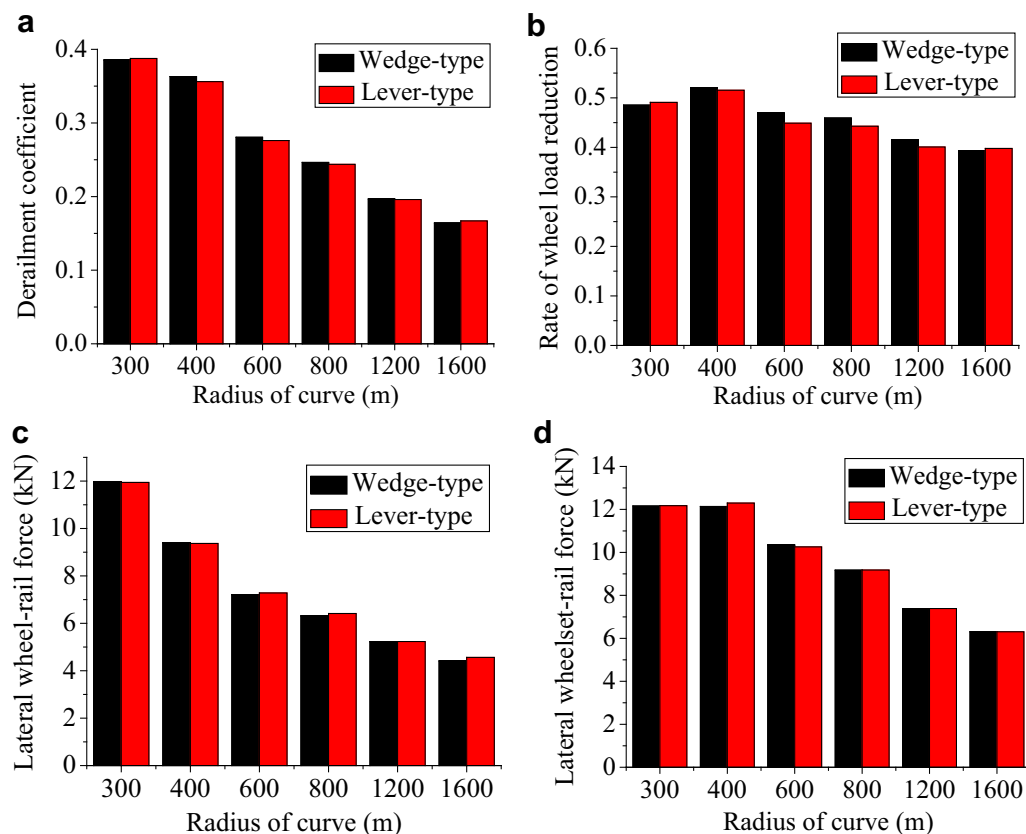 a
Derailment coefficient
0.4
0.3
0.2
0.1
0.0
Wedge-type
Lever-type
300 400 600 800 1200 1600
Radius of curve (m)
b
Rate of wheel load reduction
0.6
0.5
0.4
0.3
0.2
0.1
0.0
Wedge-type
Lever-type
300 400 600 800 1200 1600
Radius of curve (m)
c
Lateral wheel-rail force (kN)
12
10
8
6
4
2
0
Wedge-type
Lever-type
300 400 600 800 1200 1600
Radius of curve (m)
d
Lateral wheelset-rail force (kN)
14
12
10
8
6
4
2
0
Wedge-type
Lever-type
300 400 600 800 1200 1600
Radius of curve (m)